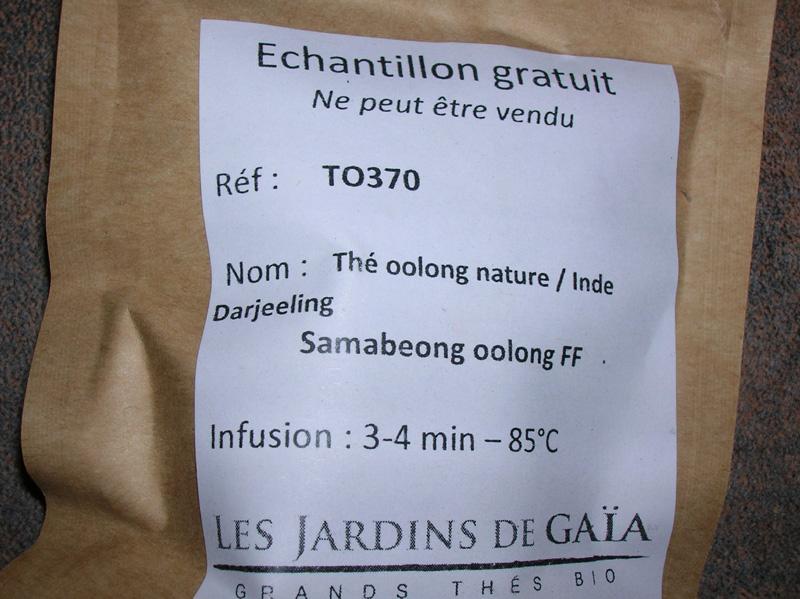 Echantillon gratuit
Ne peut être vendu
Réf : TO370
Nom : Thé oolong nature / Inde
Darjeeling
Samabeong oolong FF
Infusion : 3-4 min – 85°C
LES JARDINS DE GAÏA
GRANDS THÉS BIO